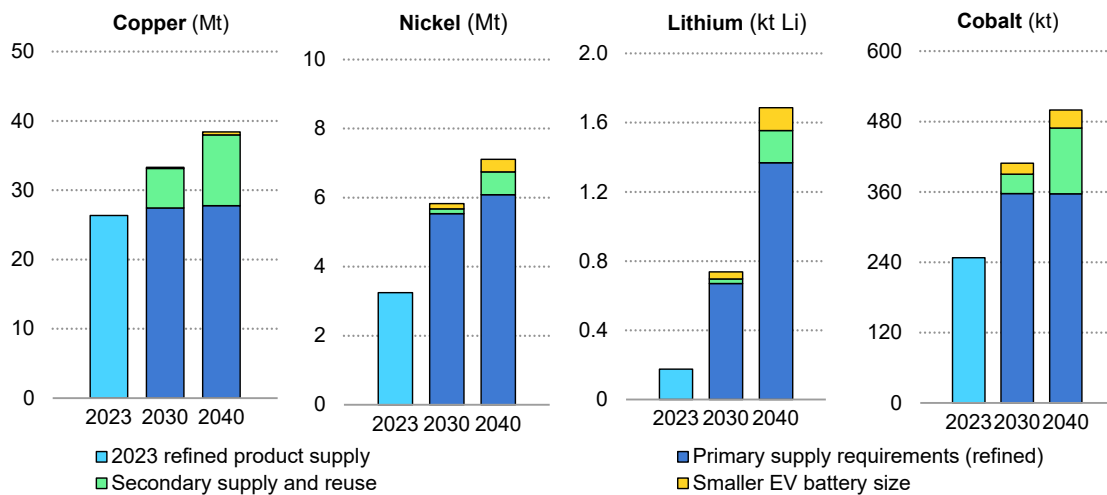 Copper (Mt)
50
40
30
20
10
0
2023 2030 2040
Nickel (Mt)
10
8
6
4
2
0
2023 2030 2040
Lithium (kt Li)
2.0
1.6
1.2
0.8
0.4
0
2023 2030 2040
Cobalt (kt)
600
480
360
240
120
0
2023 2030 2040
2023 refined product supply
Primary supply requirements (refined)
Secondary supply and reuse
Smaller EV battery size